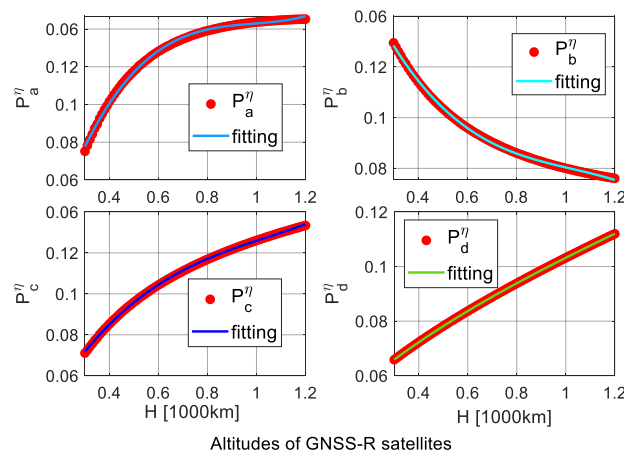 0.06
0.12
0.1
0.08
0.06
P_a^η
P_a^η
fitting
0.4 0.6 0.8 1 1.2
0.06
0.12
0.1
0.08
P_b^η
P_b^η
fitting
0.4 0.6 0.8 1 1.2
0.06
0.12
0.1
0.08
0.06
P_c^η
P_c^η
fitting
0.4 0.6 0.8 1 1.2
H [1000km]
0.12
0.1
0.08
0.06
P_d^η
P_d^η
fitting
0.4 0.6 0.8 1 1.2
H [1000km]
Altitudes of GNSS-R satellites